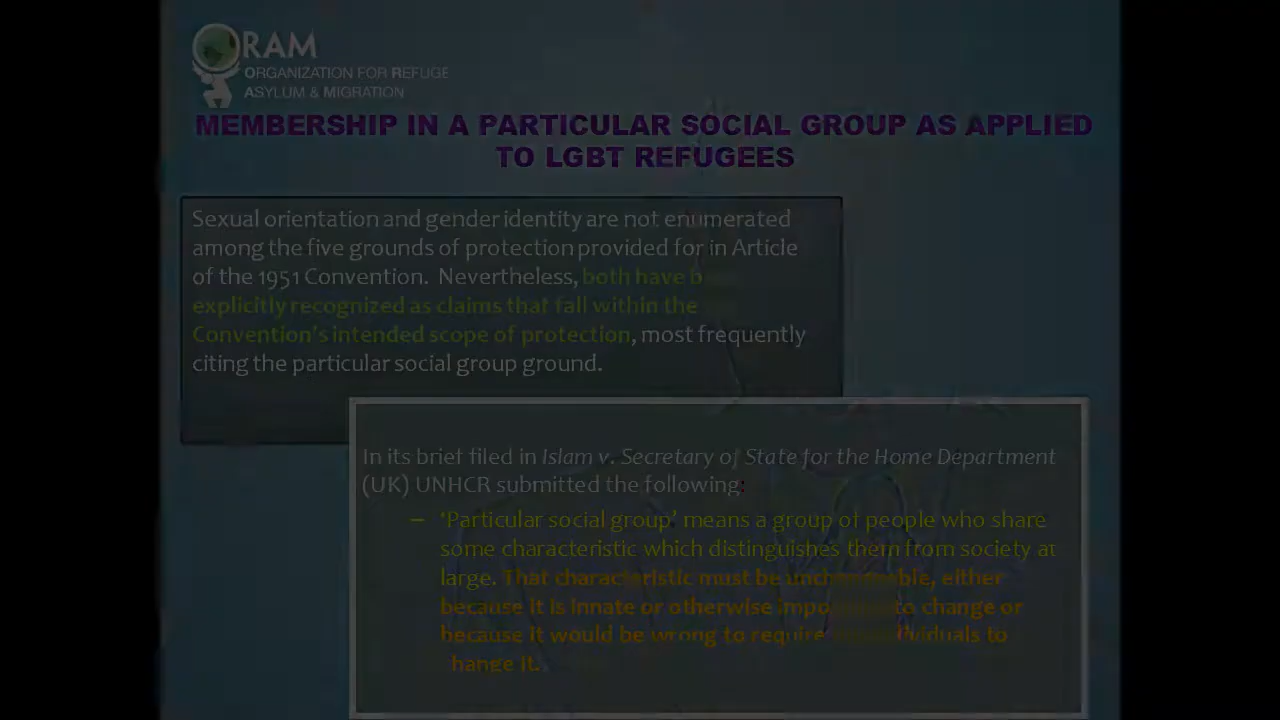 ORAM
ORGANIZATION FOR REFUGE
ASYLUM & MIGRATION
MEMBERSHIP IN A PARTICULAR SOCIAL GROUP AS APPLIED
TO LGBT REFUGEES
Sexual orientation and gender identity are not enumerated
among the five grounds of protection provided for in Article
of the 1951 Convention. Nevertheless, both have
explicitly recognized as claims that fall within the
Convention's intended scope of protection, most frequently
citing the particular social group ground.
In its brief filed in Islam v. Secretary of State for the Home Department
(UK) UNHCR submitted the following:
– 'Particular social group' means a group of people who share
some characteristic which distinguishes them from society at
large. That characteristic must be unchangeable, either
because it is innate or otherwise to change or
because it would be wrong to require to
hange it.